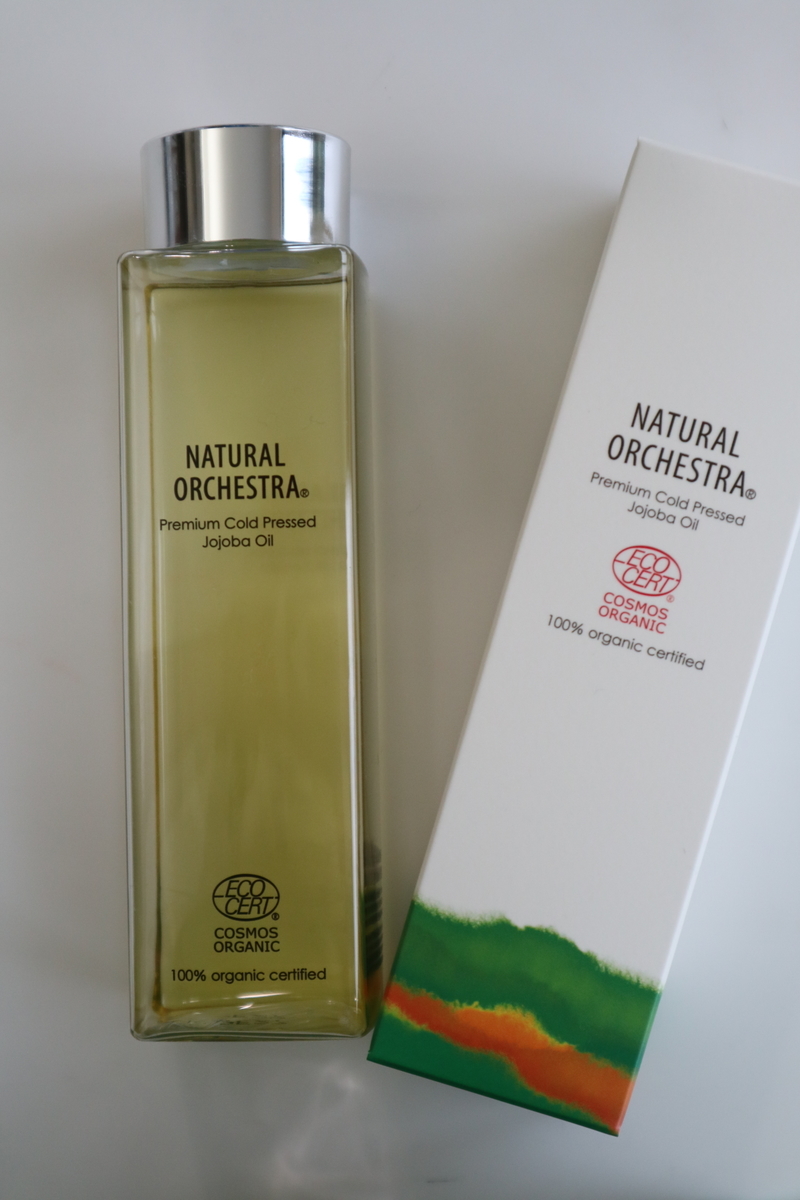 NATURAL
ORCHESTRA®
Premium Cold Pressed
Jojoba Oil
ECO
CERT®
COSMOS
ORGANIC
100% organic certified
NATURAL
ORCHESTRA®
Premium Cold Pressed
Jojoba Oil
ECO
CERT®
COSMOS
ORGANIC
100% organic certified